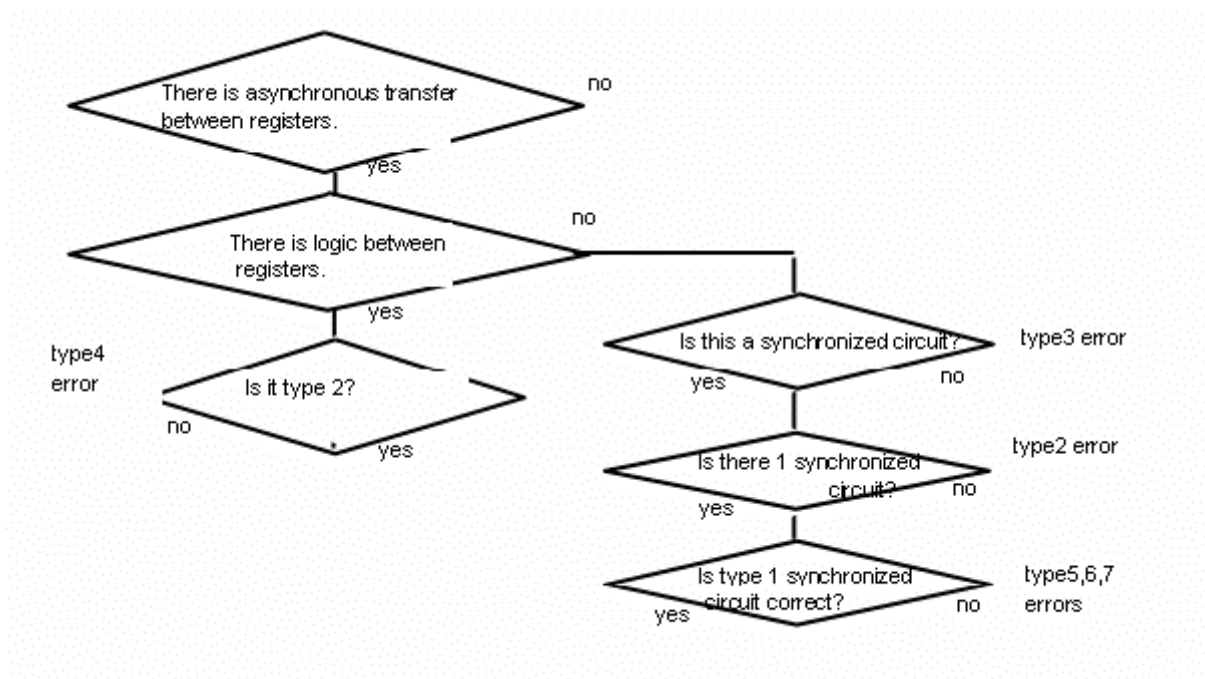 There is asynchronous transfer
between registers.
no
yes
There is logic between
registers.
no
yes
type4
error
Is it type 2?
no
yes
Is this a synchronized circuit?
type3 error
yes
no
Is there 1 synchronized
circuit?
type2 error
yes
no
Is type 1 synchronized
circuit correct?
type5,6,7
errors
yes
no